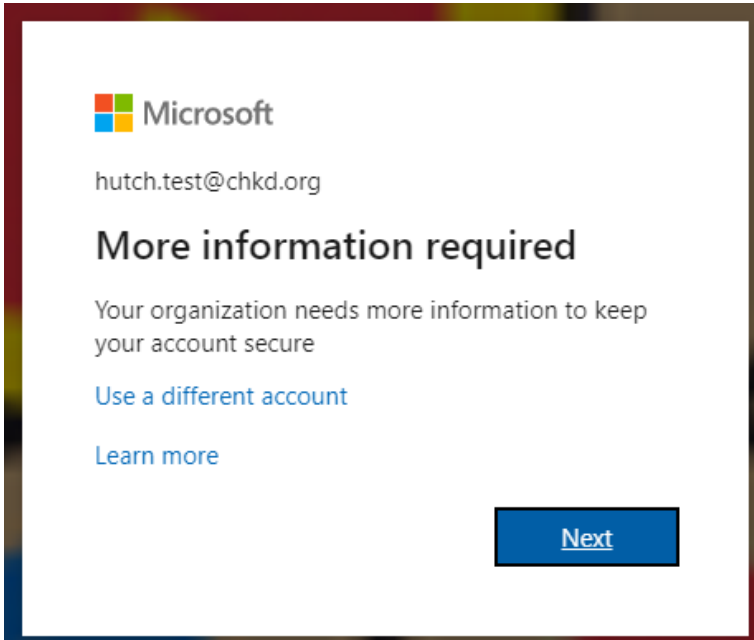 Microsoft
hutch.test@chkd.org
More information required
Your organization needs more information to keep
your account secure
Use a different account
Learn more
Next